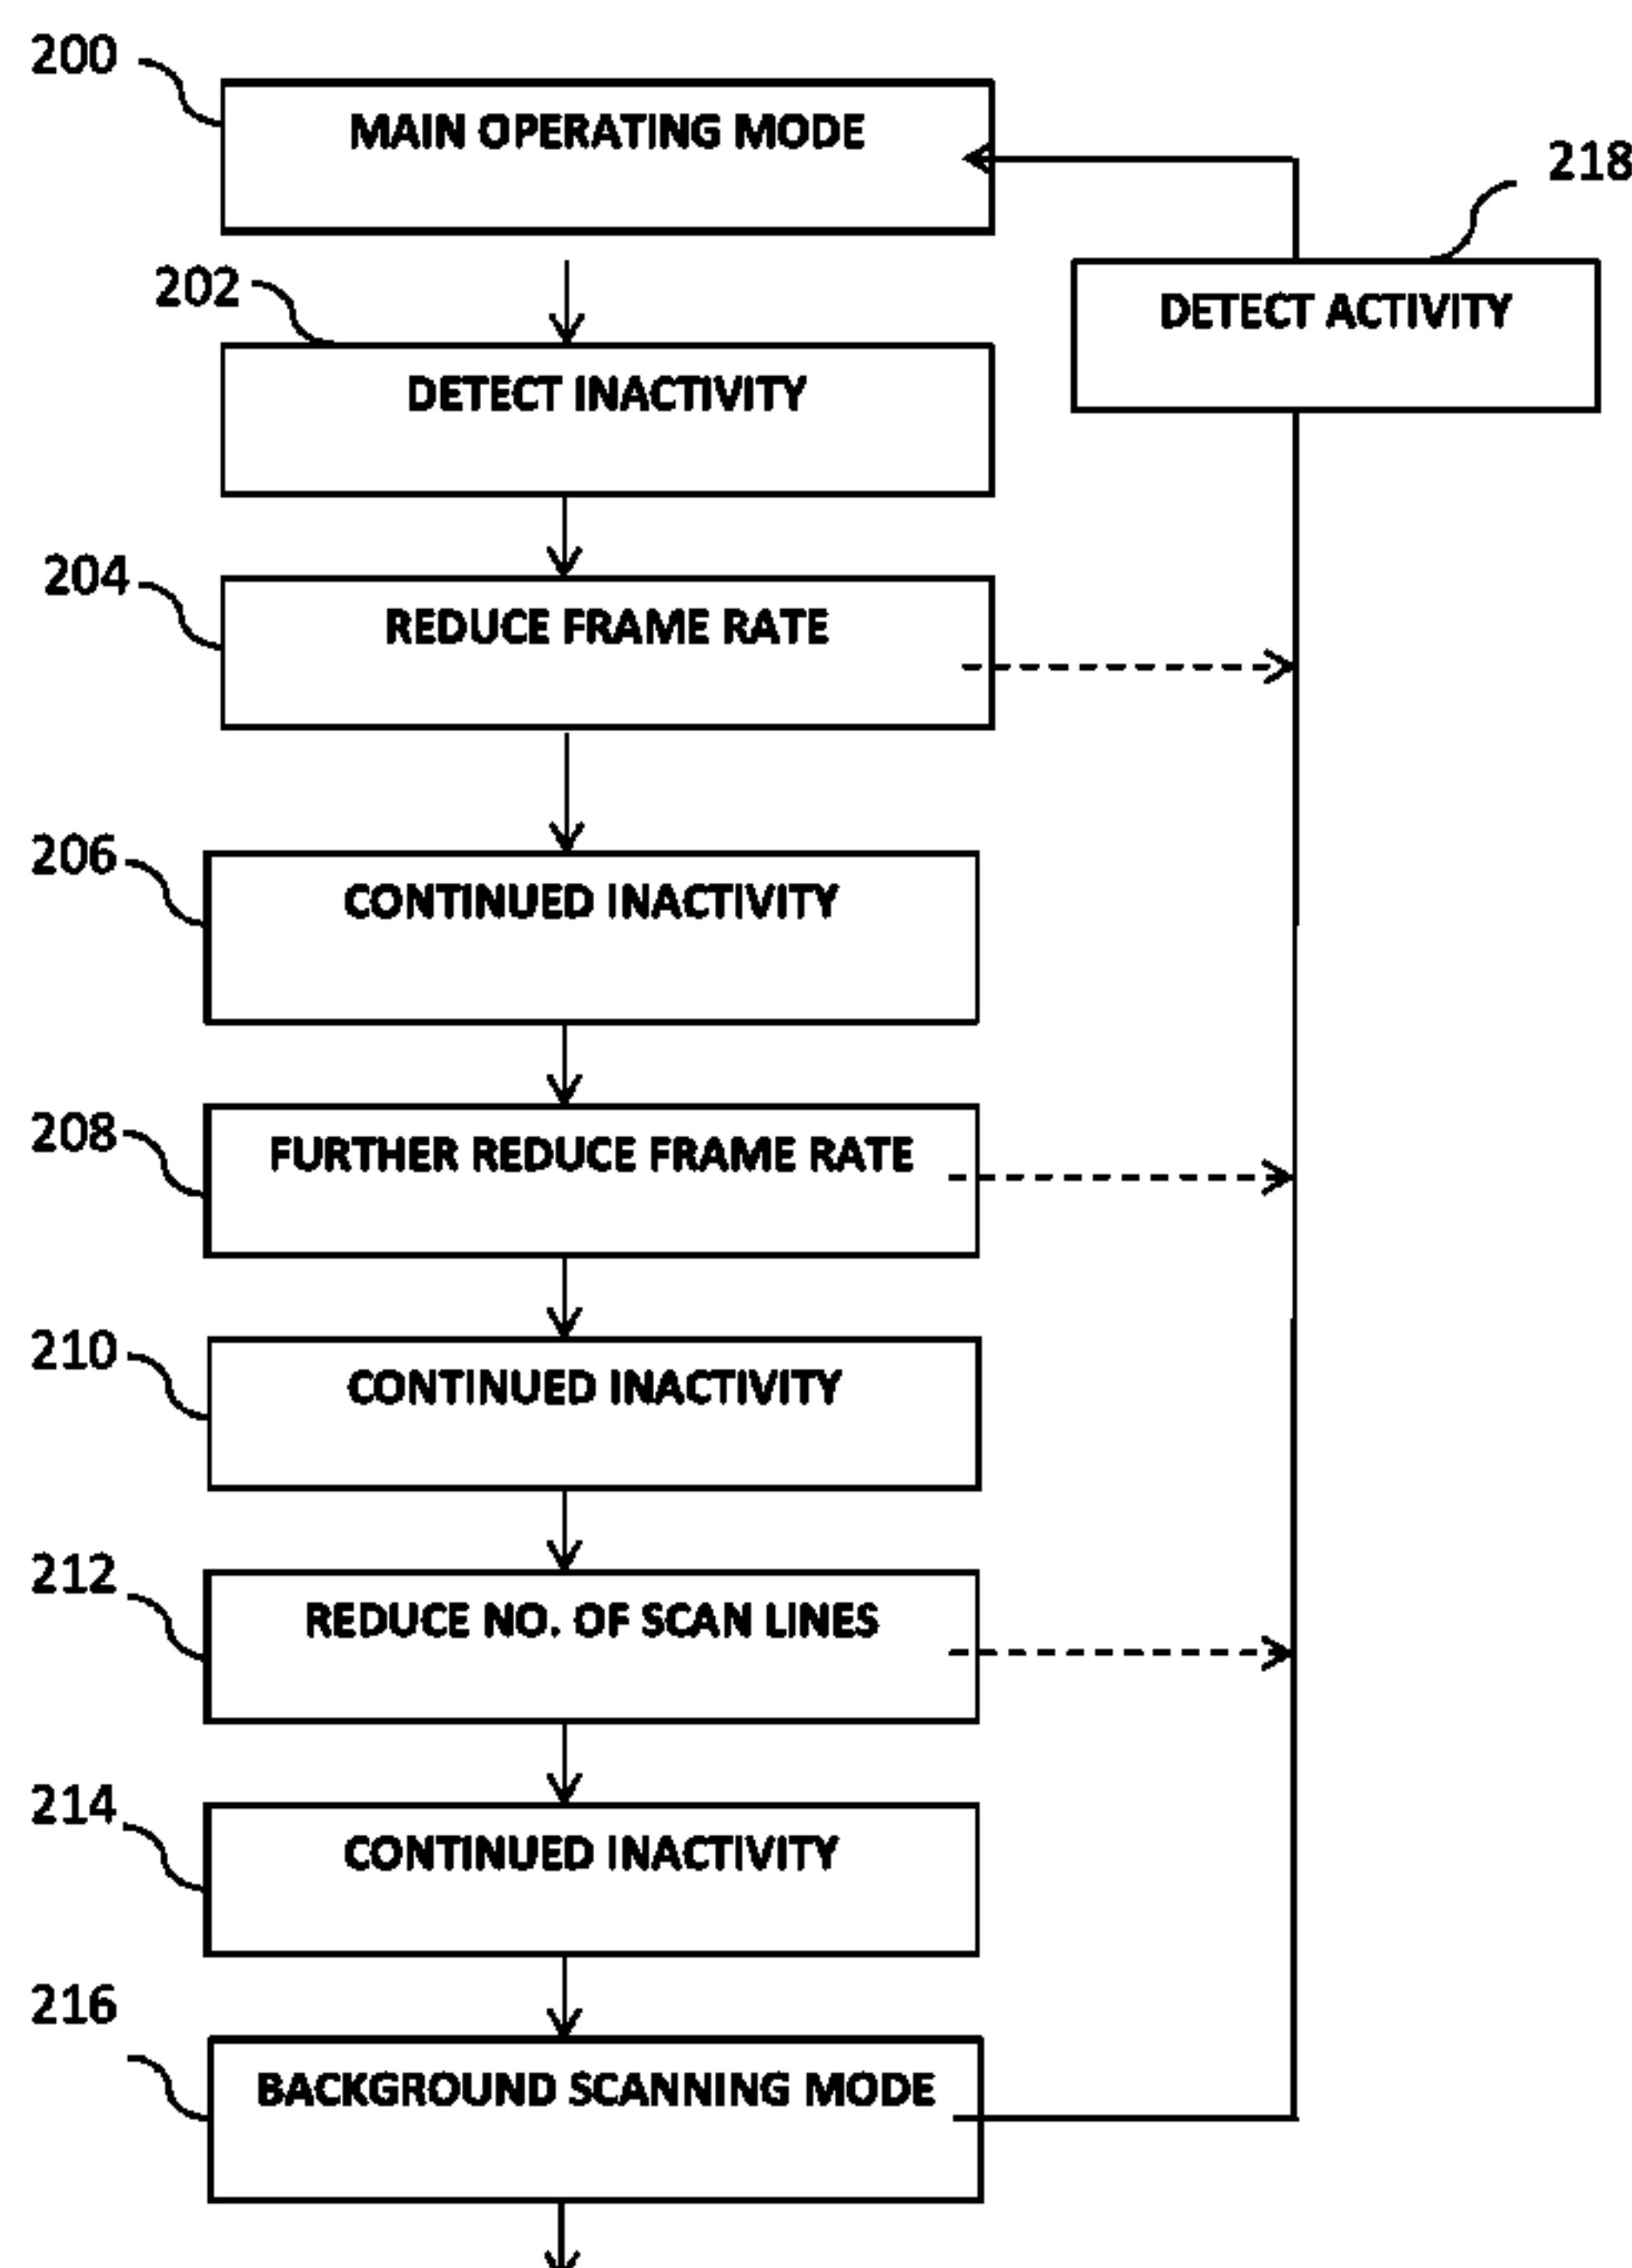 200
MAIN OPERATING MODE
218
202
DETECT ACTIVITY
DETECT INACTIVITY
204
REDUCE FRAME RATE
206
CONTINUED INACTIVITY
208
FURTHER REDUCE FRAME RATE
210
CONTINUED INACTIVITY
212
REDUCE NO. OF SCAN LINES
214
CONTINUED INACTIVITY
216
BACKGROUND SCANNING MODE